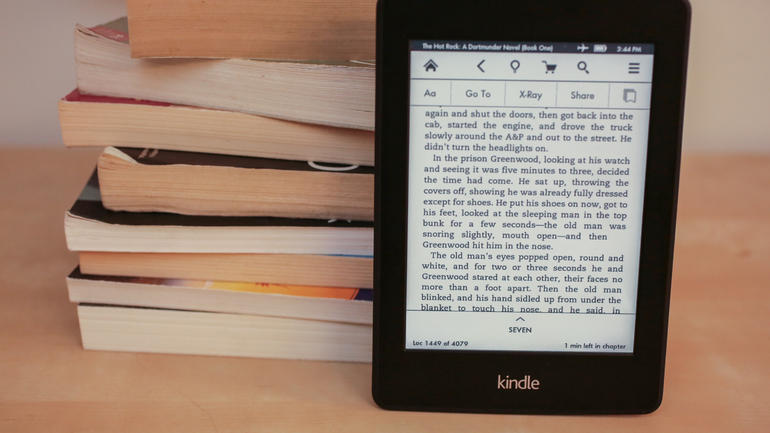 The Hot Rock: A Dortmunder Novel (Book One) 3:44 PM
Aa Go To X-Ray Share
again and shut the doors, then got back into the
cab, started the engine, and drove the truck
slowly around the A&P and out to the street. He
didn't turn the headlights on.
In the prison Greenwood, looking at his watch
and seeing it was five minutes to three, decided
the time had come. He sat up, throwing the
covers off, showing he was already fully dressed
except for shoes. He put his shoes on now, got to
his feet, looked at the sleeping man in the top
bunk for a few seconds—the old man was
snoring slightly, mouth open—and then
Greenwood hit him in the nose.
The old man's eyes popped open, round and
white, and for two or three seconds he and
Greenwood stared at each other, their faces no
more than a foot apart. Then the old man
blinked, and his hand sidled up from under the
blanket to touch his nose, and he said, in
SEVEN
Loc 1449 of 4079 1 min left in chapter
kindle